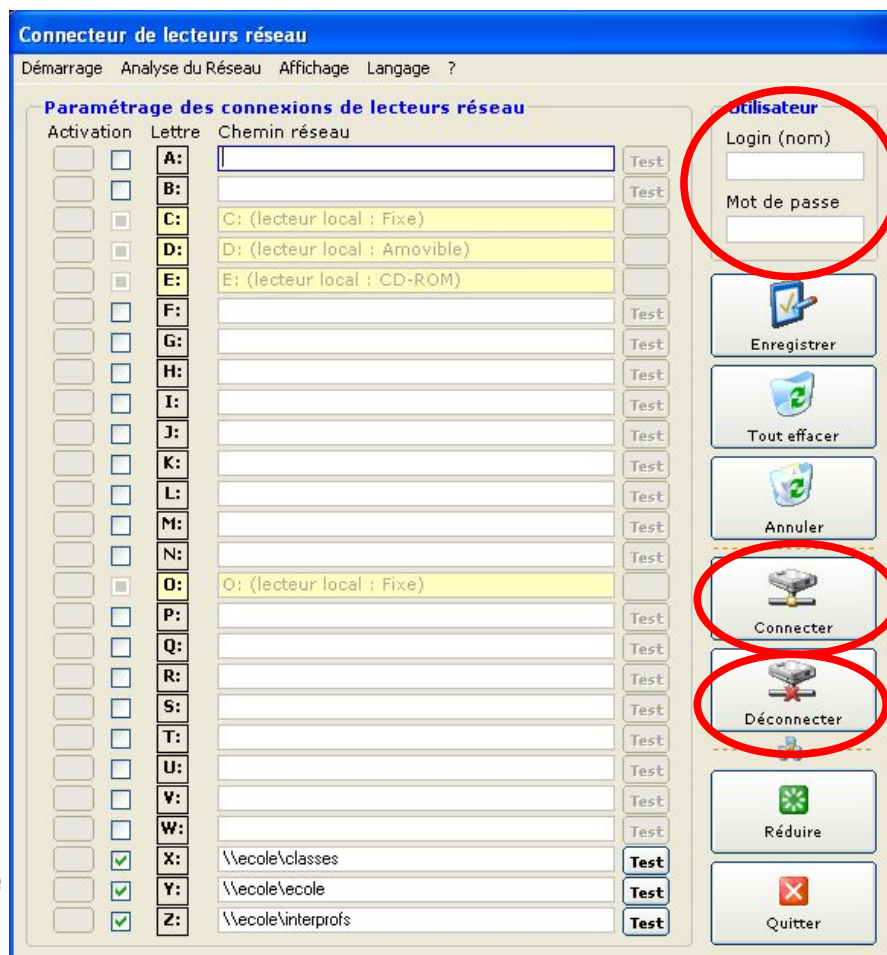 Connecteur de lecteurs réseau
Démarrage Analyse du Réseau Affichage Langage ?
Paramétrage des connexions de lecteurs réseau
Activation Lettre Chemin réseau
A: Test
B: Test
C: C: (lecteur local : Fixe)
D: D: (lecteur local : Amovible)
E: E: (lecteur local : CD-ROM)
F: Test
G: Test
H: Test
I: Test
J: Test
K: Test
L: Test
M: Test
N: Test
O: O: (lecteur local : Fixe)
P: Test
Q: Test
R: Test
S: Test
T: Test
U: Test
V: Test
W: Test
X: \\ecole\classes Test
Y: \\ecole\ecole Test
Z: \\ecole\interprofs Test
Utilisateur
Login (nom)
Mot de passe
Enregistrer
Tout effacer
Annuler
Connecter
Déconnecter
Réduire
Quitter